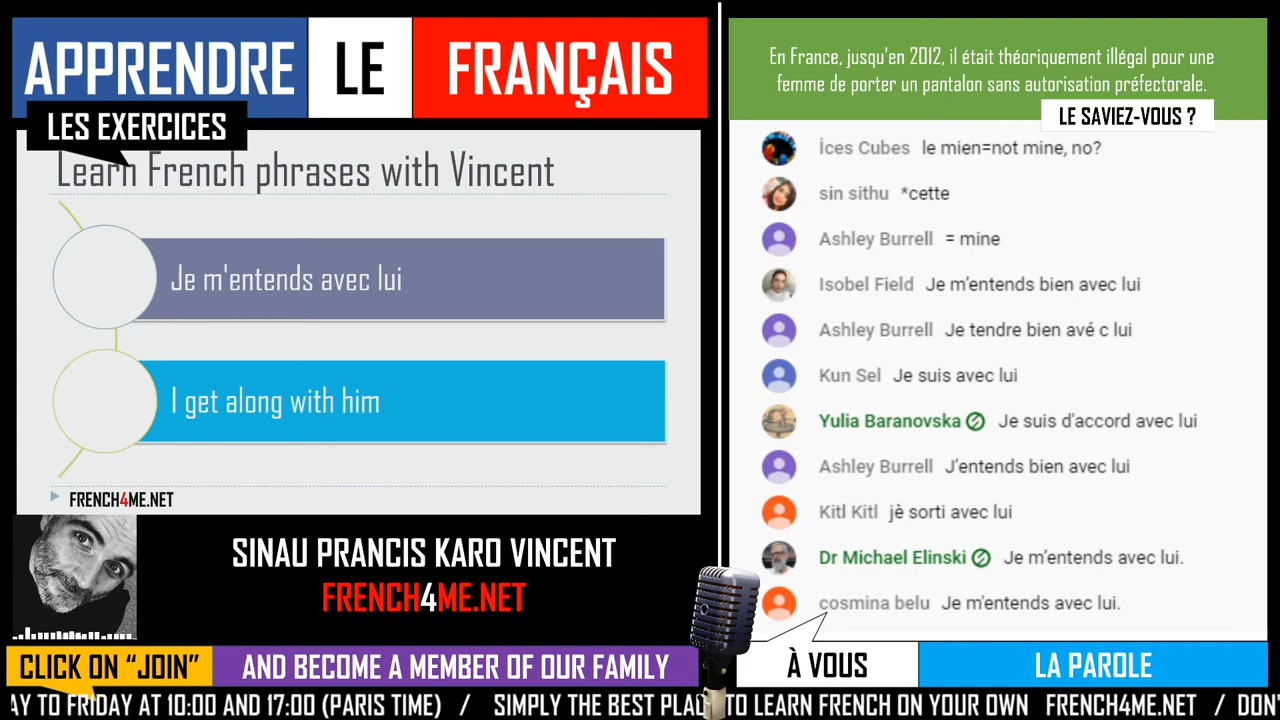 APPRENDRE LE FRANÇAIS
LES EXERCICES
Learn French phrases with Vincent
Je m'entends avec lui
I get along with him
FRENCH4ME.NET
SINAU PRANCIS KARO VINCENT
FRENCH4ME.NET
CLICK ON “JOIN” AND BECOME A MEMBER OF OUR FAMILY
En France, jusqu'en 2012, il était théoriquement illégal pour une
femme de porter un pantalon sans autorisation préfectorale.
LE SAVIEZ-VOUS ?
İces Cubes le mien=not mine, no?
sin sithu *cette
Ashley Burrell = mine
Isobel Field Je m’entends bien avec lui
Ashley Burrell Je tendre bien avé c lui
Kun Sel Je suis avec lui
Yulia Baranovska Je suis d'accord avec lui
Ashley Burrell J’entends bien avec lui
Kitl Kitl jè sorti avec lui
Dr Michael Elinski Je m’entends avec lui.
cosmina belu Je m'entends avec lui.
À VOUS LA PAROLE
AY TO FRIDAY AT 10:00 AND 17:00 (PARIS TIME) / SIMPLY THE BEST PLAC TO LEARN FRENCH ON YOUR OWN FRENCH4ME.NET / DON